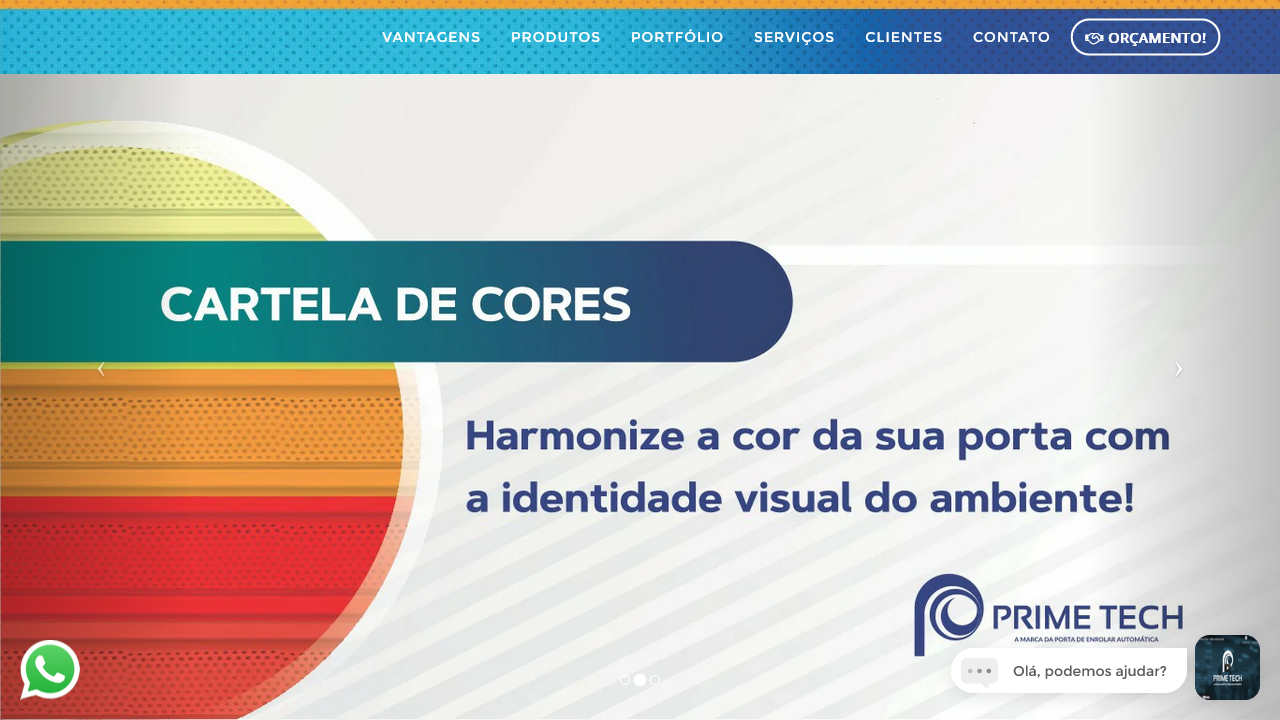 VANTAGENS PRODUTOS PORTFÓLIO SERVIÇOS CLIENTES CONTATO ORÇAMENTO!
CARTELA DE CORES
Harmonize a cor da sua porta com
a identidade visual do ambiente!
PRIME TECH
A MARCA DA PORTA DE ENROLAR AUTOMÁTICA
Olá, podemos ajudar?
PRIME TECH